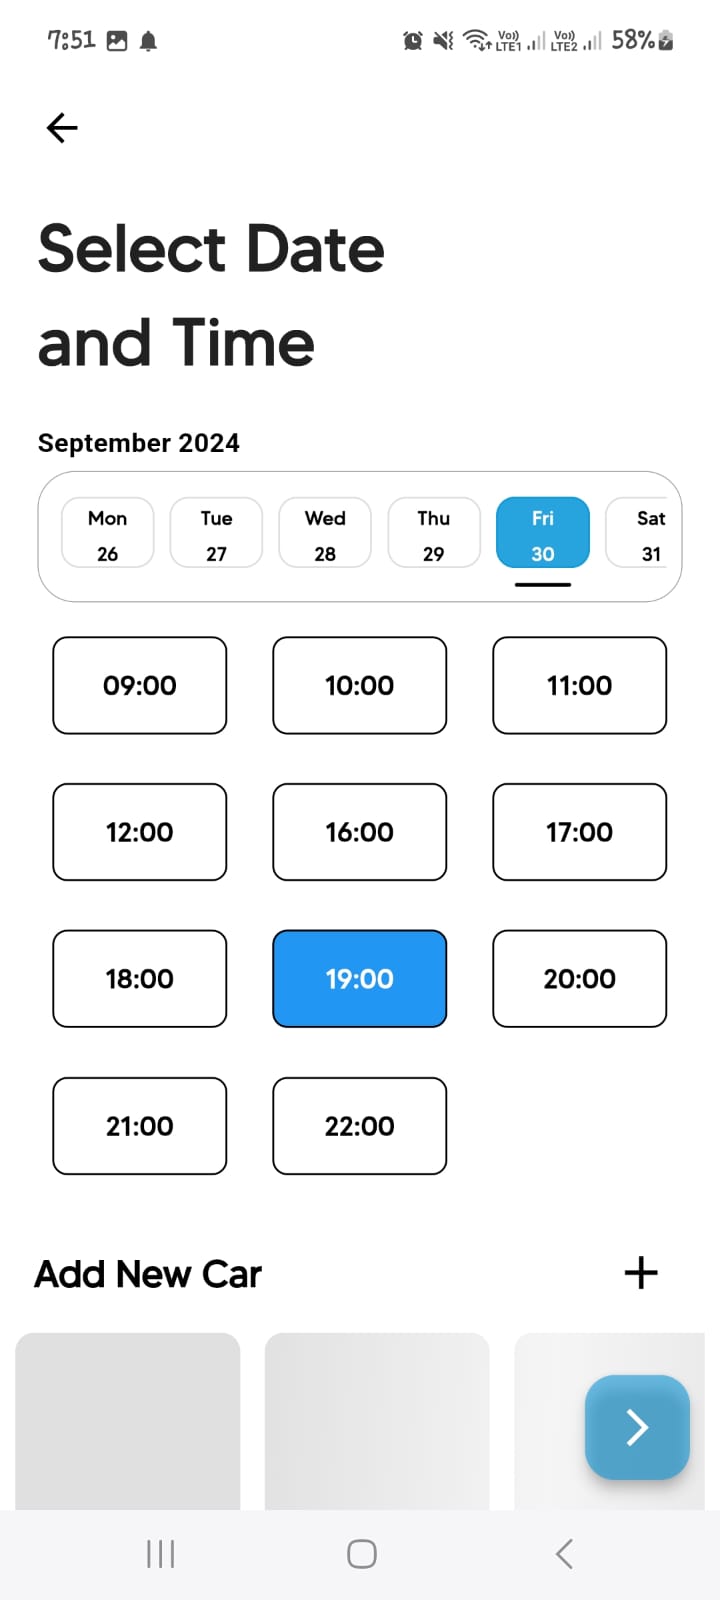 7:51 Vo)) LTE1 Vo)) LTE2 58%
Select Date
and Time
September 2024
Mon Tue Wed Thu Fri Sat
26 27 28 29 30 31
09:00 10:00 11:00
12:00 16:00 17:00
18:00 19:00 20:00
21:00 22:00
Add New Car +